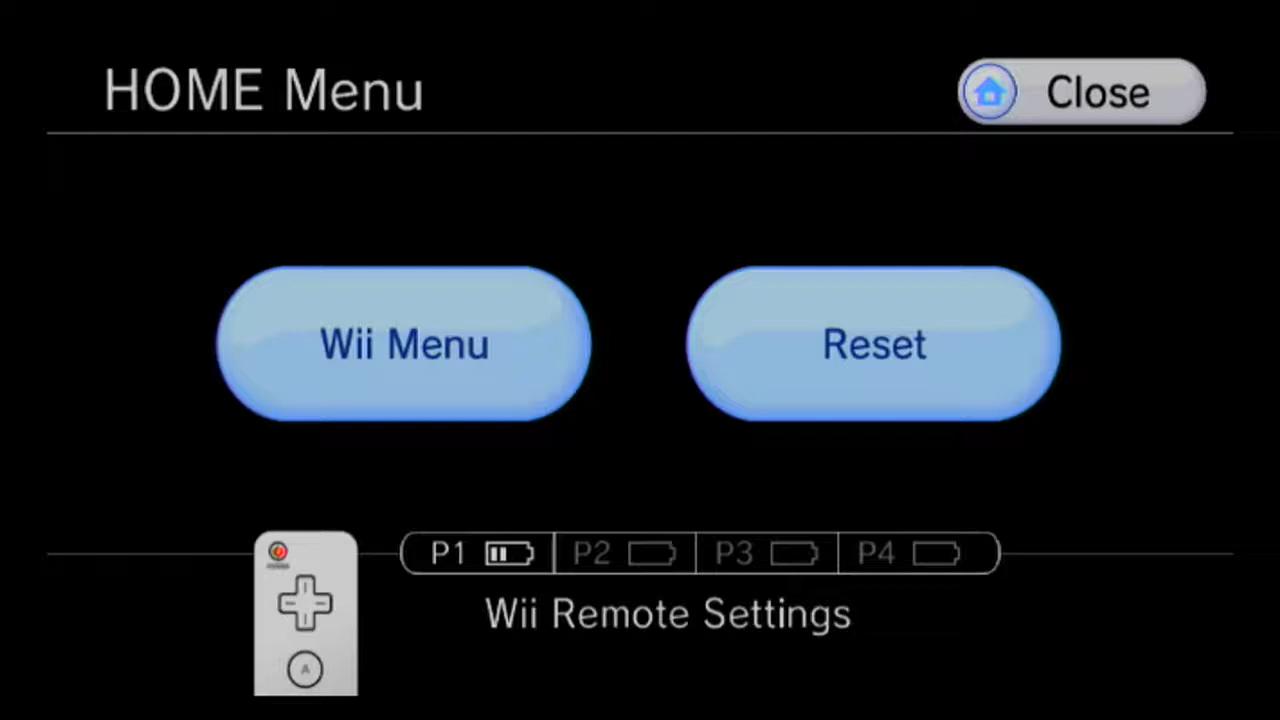 HOME Menu
Close
Wii Menu
Reset
P1 P2 P3 P4
Wii Remote Settings
A